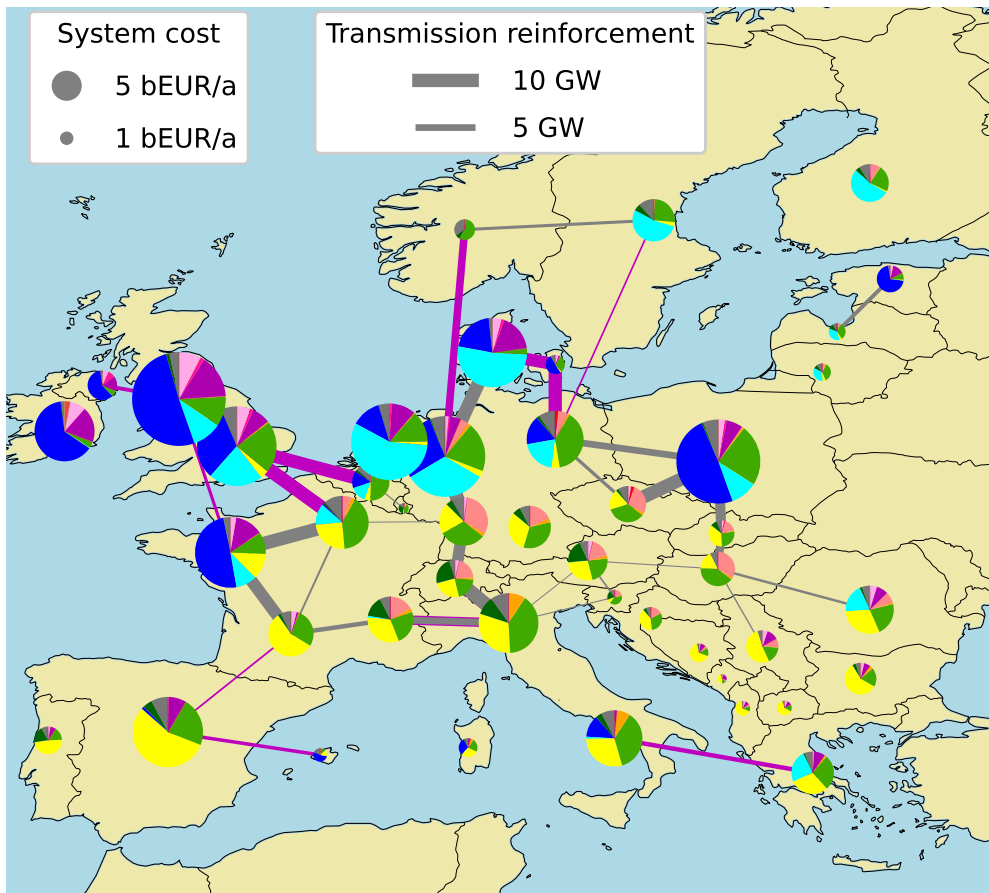 System cost
5 bEUR/a
1 bEUR/a
Transmission reinforcement
10 GW
5 GW